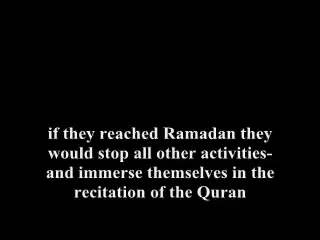 if they reached Ramadan they
would stop all other activities-
and immerse themselves in the
recitation of the Quran